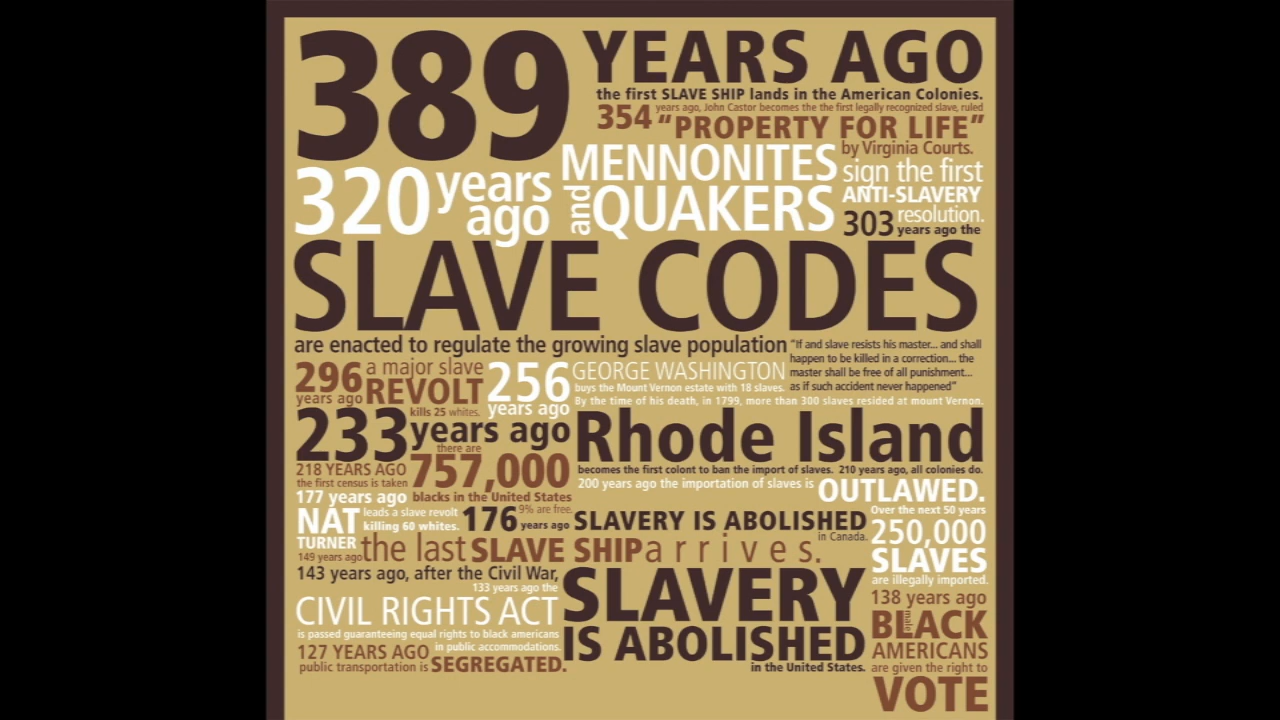 389 YEARS AGO
the first SLAVE SHIP lands in the American Colonies.
354 years ago, John Castor becomes the the first legally recognized slave, ruled
"PROPERTY FOR LIFE"
by Virginia Courts.
320 years ago
MENNONITES
and QUAKERS
sign the first
ANTI-SLAVERY
resolution.
303 years ago the
SLAVE CODES
are enacted to regulate the growing slave population
"If and slave resists his master... and shall
happen to be killed in a correction... the
master shall be free of all punishment...
as if such accident never happened"
296 years ago
a major slave
REVOLT
kills 25 whites.
256 years ago
GEORGE WASHINGTON
buys the Mount Vernon estate with 18 slaves.
By the time of his death, in 1799, more than 300 slaves resided at mount Vernon.
233 years ago
Rhode Island
becomes the first colont to ban the import of slaves. 210 years ago, all colonies do.
218 YEARS AGO
the first census is taken
there are
757,000
blacks in the United States
9% are free.
200 years ago the importation of slaves is
OUTLAWED.
Over the next 50 years
250,000
SLAVES
are illegally imported.
177 years ago
NAT
TURNER
leads a slave revolt
killing 60 whites.
176 years ago
SLAVERY IS ABOLISHED
in Canada.
149 years ago
the last SLAVE SHIP arrives.
143 years ago, after the Civil War,
SLAVERY
IS ABOLISHED
in the United States.
138 years ago
BLACK
male
AMERICANS
are given the right to
VOTE
133 years ago the
CIVIL RIGHTS ACT
is passed guaranteeing equal rights to black americans
in public accommodations.
127 YEARS AGO
public transportation is SEGREGATED.